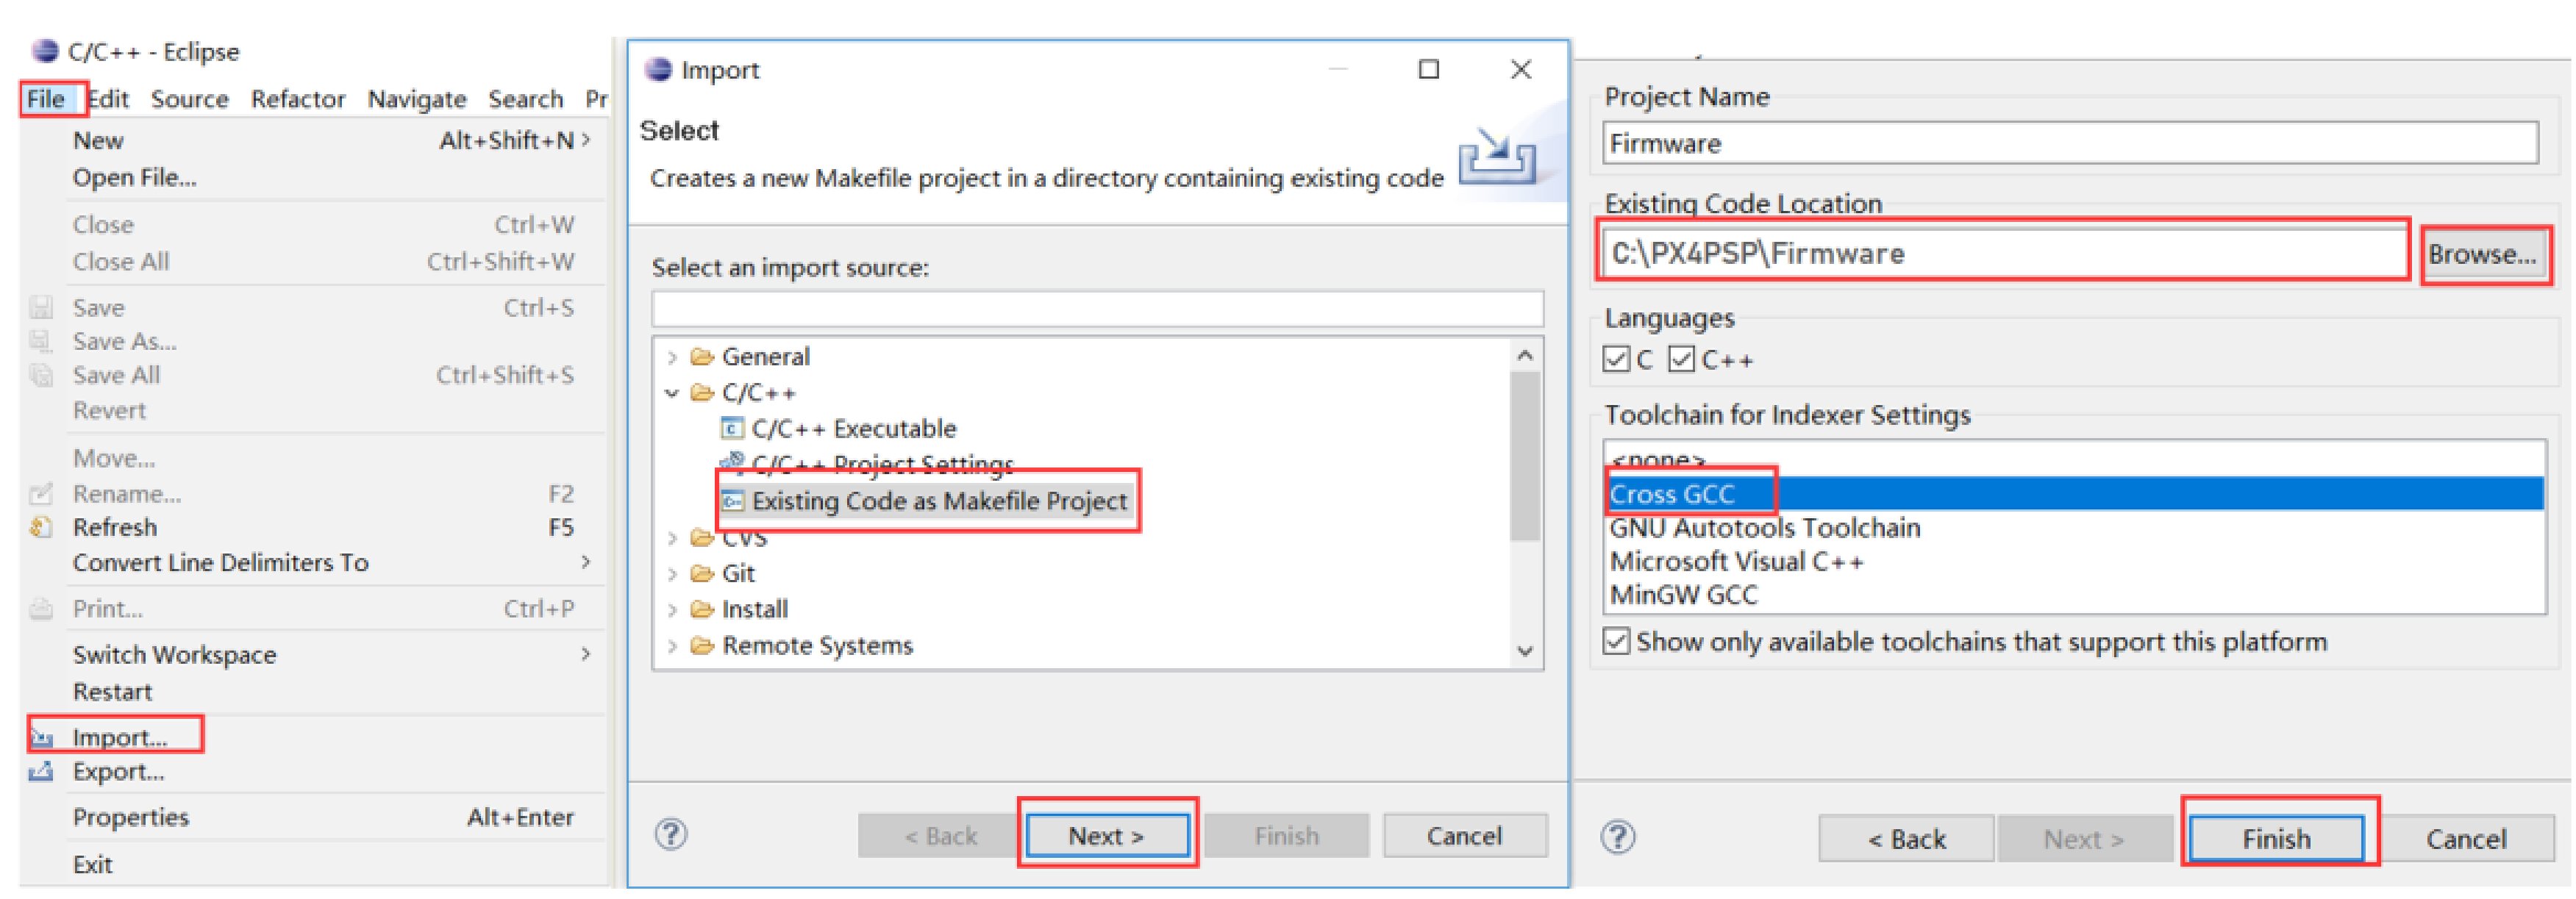 C/C++ - Eclipse
File Edit Source Refactor Navigate Search Pr
New Alt+Shift+N >
Open File...
Close Ctrl+W
Close All Ctrl+Shift+W
Save Ctrl+S
Save As...
Save All Ctrl+Shift+S
Revert
Move...
Rename... F2
Refresh F5
Convert Line Delimiters To >
Print... Ctrl+P
Switch Workspace >
Restart
Import...
Export...
Properties Alt+Enter
Exit
Import
Select
Creates a new Makefile project in a directory containing existing code
Select an import source:
General
C/C++
C/C++ Executable
C/C++ Project Settings
Existing Code as Makefile Project
CVS
Git
Install
Remote Systems
< Back Next > Finish Cancel
Project Name
Firmware
Existing Code Location
C:\PX4PSP\Firmware Browse...
Languages
C C++
Toolchain for Indexer Settings
<none>
Cross GCC
GNU Autotools Toolchain
Microsoft Visual C++
MinGW GCC
Show only available toolchains that support this platform
< Back Next > Finish Cancel